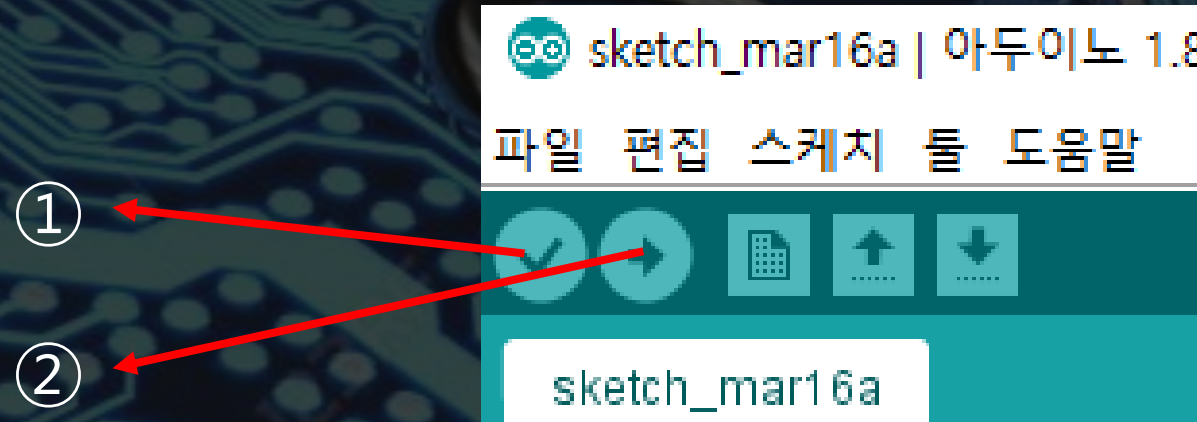 sketch_mar16a | 아두이노 1.8
파일 편집 스케치 툴 도움말
①
②
sketch_mar16a